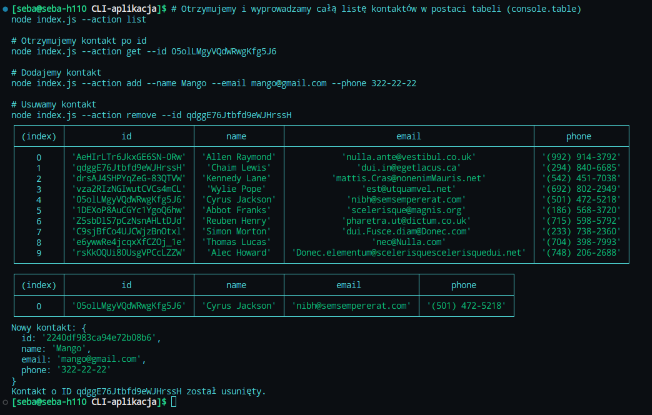 [seba@seba-h110 CLI-aplikacja]$ # Otrzymujemy i wyprowadzamy całą listę kontaktów w postaci tabeli (console.table)
node index.js --action list
# Otrzymujemy kontakt po id
node index.js --action get --id 05olLMgyVQdWRwgKfg5J6
# Dodajemy kontakt
node index.js --action add --name Mango --email mango@gmail.com --phone 322-22-22
# Usuwamy kontakt
node index.js --action remove --id qdggE76Jtbfd9eWJHrssH
(index) id name email phone
0 'AeHIrLTr6JkxGE6SN-0Rw' 'Allen Raymond' 'nulla.ante@vestibul.co.uk' '(992) 914-3792'
1 'qdggE76Jtbfd9eWJHrssH' 'Chaim Lewis' 'dui.in@egetlacus.ca' '(294) 840-6685'
2 'drsAJ4SHPYqZeG-83QTVW' 'Kennedy Lane' 'mattis.Cras@nonenimMauris.net' '(542) 451-7038'
3 'vza2RIzNGIwutCVCs4mCL' 'Wylie Pope' 'est@utquamvel.net' '(692) 802-2949'
4 '05olLMgyVQdWRwgKfg5J6' 'Cyrus Jackson' 'nibh@semsempererat.com' '(501) 472-5218'
5 '1DEXoP8AuCGYc1YgoQ6hw' 'Abbot Franks' 'scelerisque@magnis.org' '(186) 568-3720'
6 'Z5sbDlS7pCzNsnAHLtDJd' 'Reuben Henry' 'pharetra.ut@dictum.co.uk' '(715) 598-5792'
7 'C9sjBfCo4UJCWjzBnOtxl' 'Simon Morton' 'dui.Fusce.diam@Donec.com' '(233) 738-2360'
8 'e6ywwRe4jcqxXfCZOj_1e' 'Thomas Lucas' 'nec@Nulla.com' '(704) 398-7993'
9 'rsKkOQUi80UsgVPCcLZZW' 'Alec Howard' 'Donec.elementum@scelerisquescelerisquedui.net' '(748) 206-2688'
(index) id name email phone
0 '05olLMgyVQdWRwgKfg5J6' 'Cyrus Jackson' 'nibh@semsempererat.com' '(501) 472-5218'
Nowy kontakt: {
id: '2240df983ca94e72b08b6',
name: 'Mango',
email: 'mango@gmail.com',
phone: '322-22-22'
}
Kontakt o ID qdggE76Jtbfd9eWJHrssH został usunięty.
[seba@seba-h110 CLI-aplikacja]$